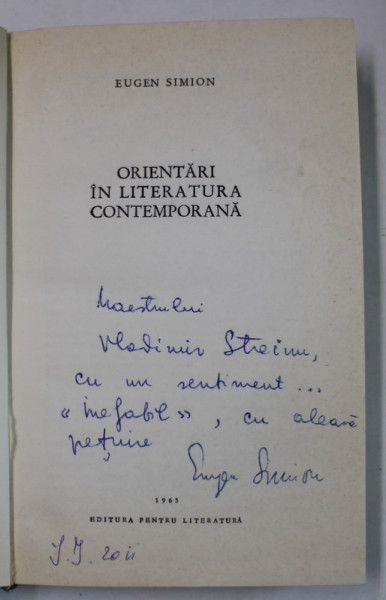 EUGEN SIMION
ORIENTĂRI
ÎN LITERATURA
CONTEMPORANĂ
Maestrului
Vladimir Streinu,
cu un sentiment...
«inefabil», cu aleasă
prețuire
Eugen Simion
1965
EDITURA PENTRU LITERATURĂ